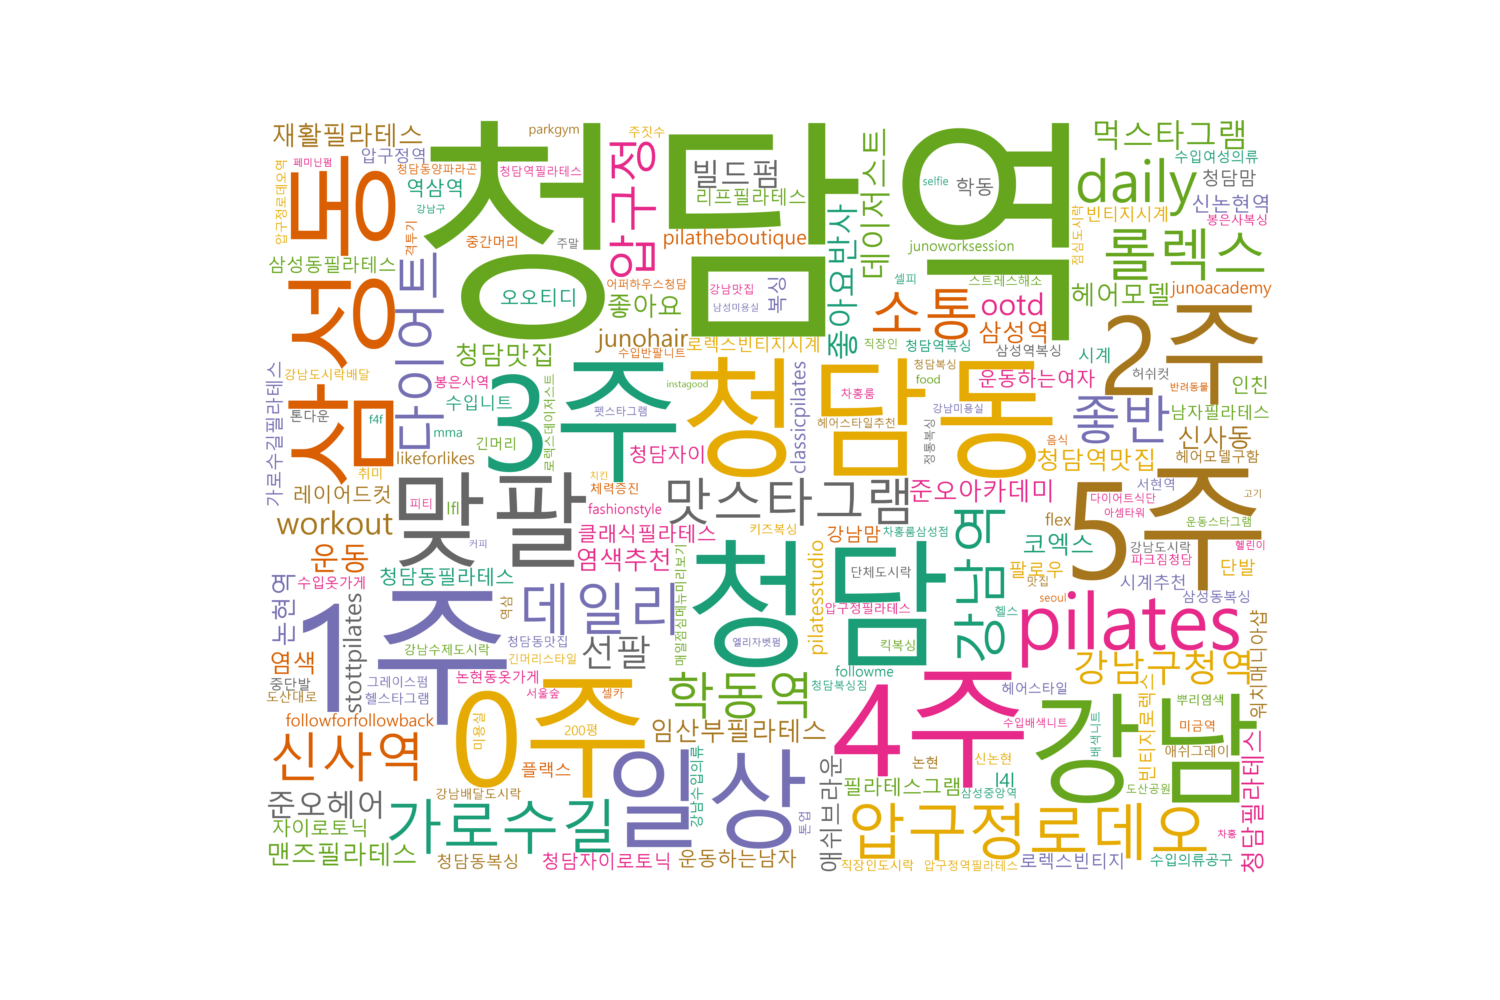 재활필라테스
parkgym
주짓수
먹스타그램
페미닌펌
압구정역
청담동양파라곤
청담역필라테스
청담역
압구정
빌드펌
selfie
학동
daily
수입여성의류
청담맘
압구정로데오역
강남구
역삼역
격투기
중간머리
주말
리프필라테스
pilatheboutique
데이저스트
junoworksession
점심도시락
빈티지시계
신논현역
봉은사복싱
삼성동필라테스
삼성동
다이어트
오오티디
어퍼하우스청담
좋아요
강남맛집
남성미용실
복싱
좋아요반사
셀피
스트레스해소
롤렉스
헤어모델
junoacademy
소통
ootd
삼성역
junohair
로렉스빈티지시계
직장인
청담역복싱
삼성역복싱
시계
2주
청담맛집
수입반팔니트
강남도시락배달
봉은사역
3주
로렉스데이저스트
instagood
청담동
청담복싱
food
운동하는여자
허쉬컷
반려동물
인친
가로수길필라테스
톤다운
f4f
수입니트
mma
긴머리
펫스타그램
classicpilates
차홍룸
헤어스타일추천
강남미용실
정통복싱
음식
좋반
남자필라테스
신사동
헤어모델구함
likeforlikes
취미
청담자이
청담역맛집
레이어드컷
피티
lfl
맞팔
치킨
체력증진
fashionstyle
맛스타그램
준오아카데미
5주
서현역
다이어트식단
아셈타워
고기
운동스타그램
workout
커피
클래식필라테스
키즈복싱
강남맘
차홍룸삼성점
강남역
flex
코엑스
강남도시락
파크짐청담
헬린이
단발
운동
염색추천
매일점심메뉴미리보기
청담
단체도시락
팔로우
맛집
시계추천
논현역
수입옷가게
청담동필라테스
1주
데일리
pilatesstudio
압구정필라테스
헬스
seoul
삼성동복싱
stottpilates
역삼
청담동맛집
선팔
엘리자벳펌
킥복싱
pilates
염색
강남수제도시락
긴머리스타일
followme
강남구청역
워치매니아샵
중단발
도산대로
그레이스펌
헬스타그램
논현동옷가게
서울숲
셀카
학동역
청담복싱짐
헤어스타일
빈티지로렉스
뿌리염색
followforfollowback
미용실
0주
200평
임산부필라테스
4주
수입배색니트
강남
배색니트
미금역
애쉬그레이
신사역
플랙스
일상
강남수입의류
톤업
애쉬브라운
논현
신논현
l4l
필라테스그램
삼성중앙역
도산공원
청담필라테스
준오헤어
강남배달도시락
자이로토닉
가로수길
압구정로데오
차홍
맨즈필라테스
청담동복싱
청담자이로토닉
운동하는남자
직장인도시락
압구정역필라테스
로렉스빈티지
수입의류공구